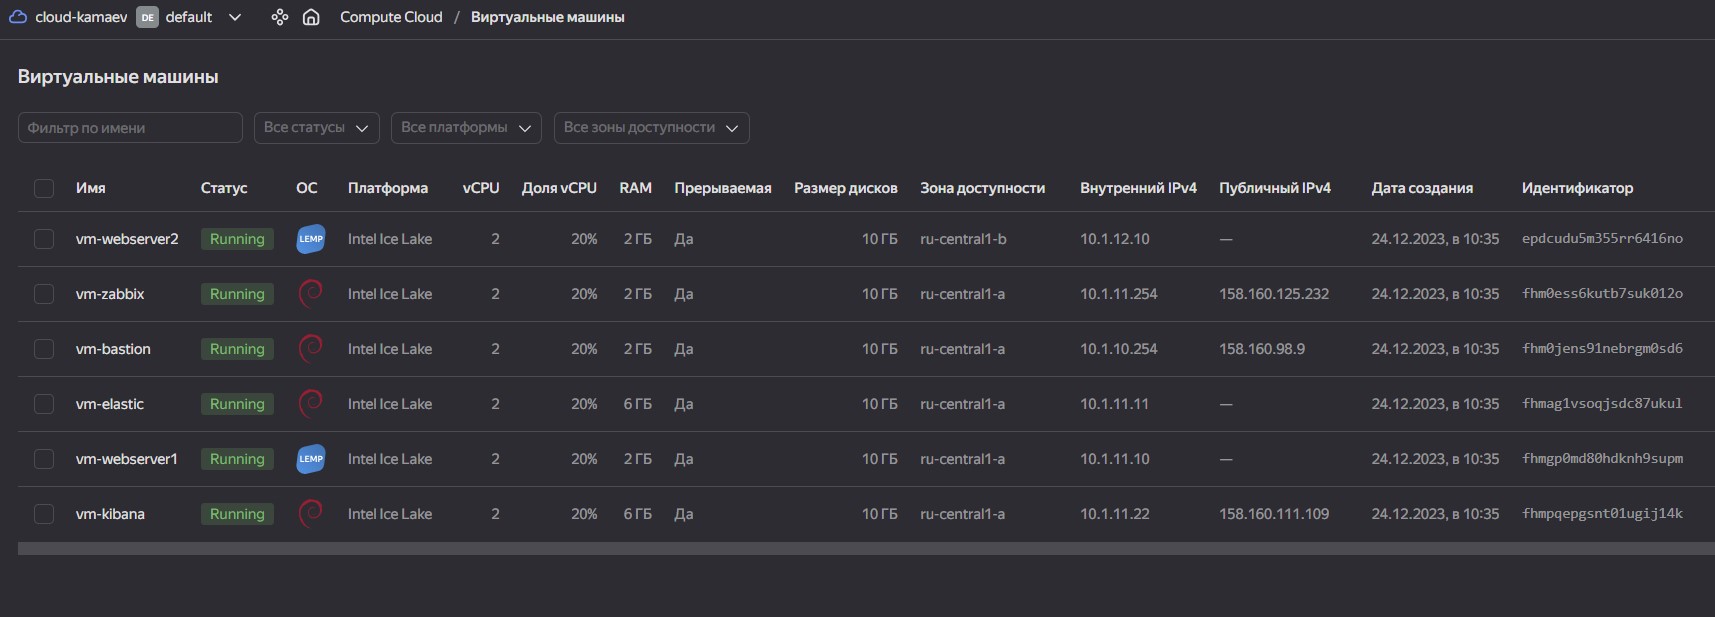 cloud-kamaev DE default Compute Cloud / Виртуальные машины
Виртуальные машины
Фильтр по имени Все статусы Все платформы Все зоны доступности
Имя Статус ОС Платформа vCPU Доля vCPU RAM Прерываемая Размер дисков Зона доступности Внутренний IPv4 Публичный IPv4 Дата создания Идентификатор
vm-webserver2 Running LEMP Intel Ice Lake 2 20% 2 ГБ Да 10 ГБ ru-central1-b 10.1.12.10 — 24.12.2023, в 10:35 epdcudu5m355rr6416no
vm-zabbix Running Intel Ice Lake 2 20% 2 ГБ Да 10 ГБ ru-central1-a 10.1.11.254 158.160.125.232 24.12.2023, в 10:35 fhm0ess6kutb7suk012o
vm-bastion Running Intel Ice Lake 2 20% 2 ГБ Да 10 ГБ ru-central1-a 10.1.10.254 158.160.98.9 24.12.2023, в 10:35 fhm0jens91nebrgm0sd6
vm-elastic Running Intel Ice Lake 2 20% 6 ГБ Да 10 ГБ ru-central1-a 10.1.11.11 — 24.12.2023, в 10:35 fhmag1vsoqjsdc87ukul
vm-webserver1 Running LEMP Intel Ice Lake 2 20% 2 ГБ Да 10 ГБ ru-central1-a 10.1.11.10 — 24.12.2023, в 10:35 fhmgp0md80hdknh9supm
vm-kibana Running Intel Ice Lake 2 20% 6 ГБ Да 10 ГБ ru-central1-a 10.1.11.22 158.160.111.109 24.12.2023, в 10:35 fhmpqepgsnt01ugij14k